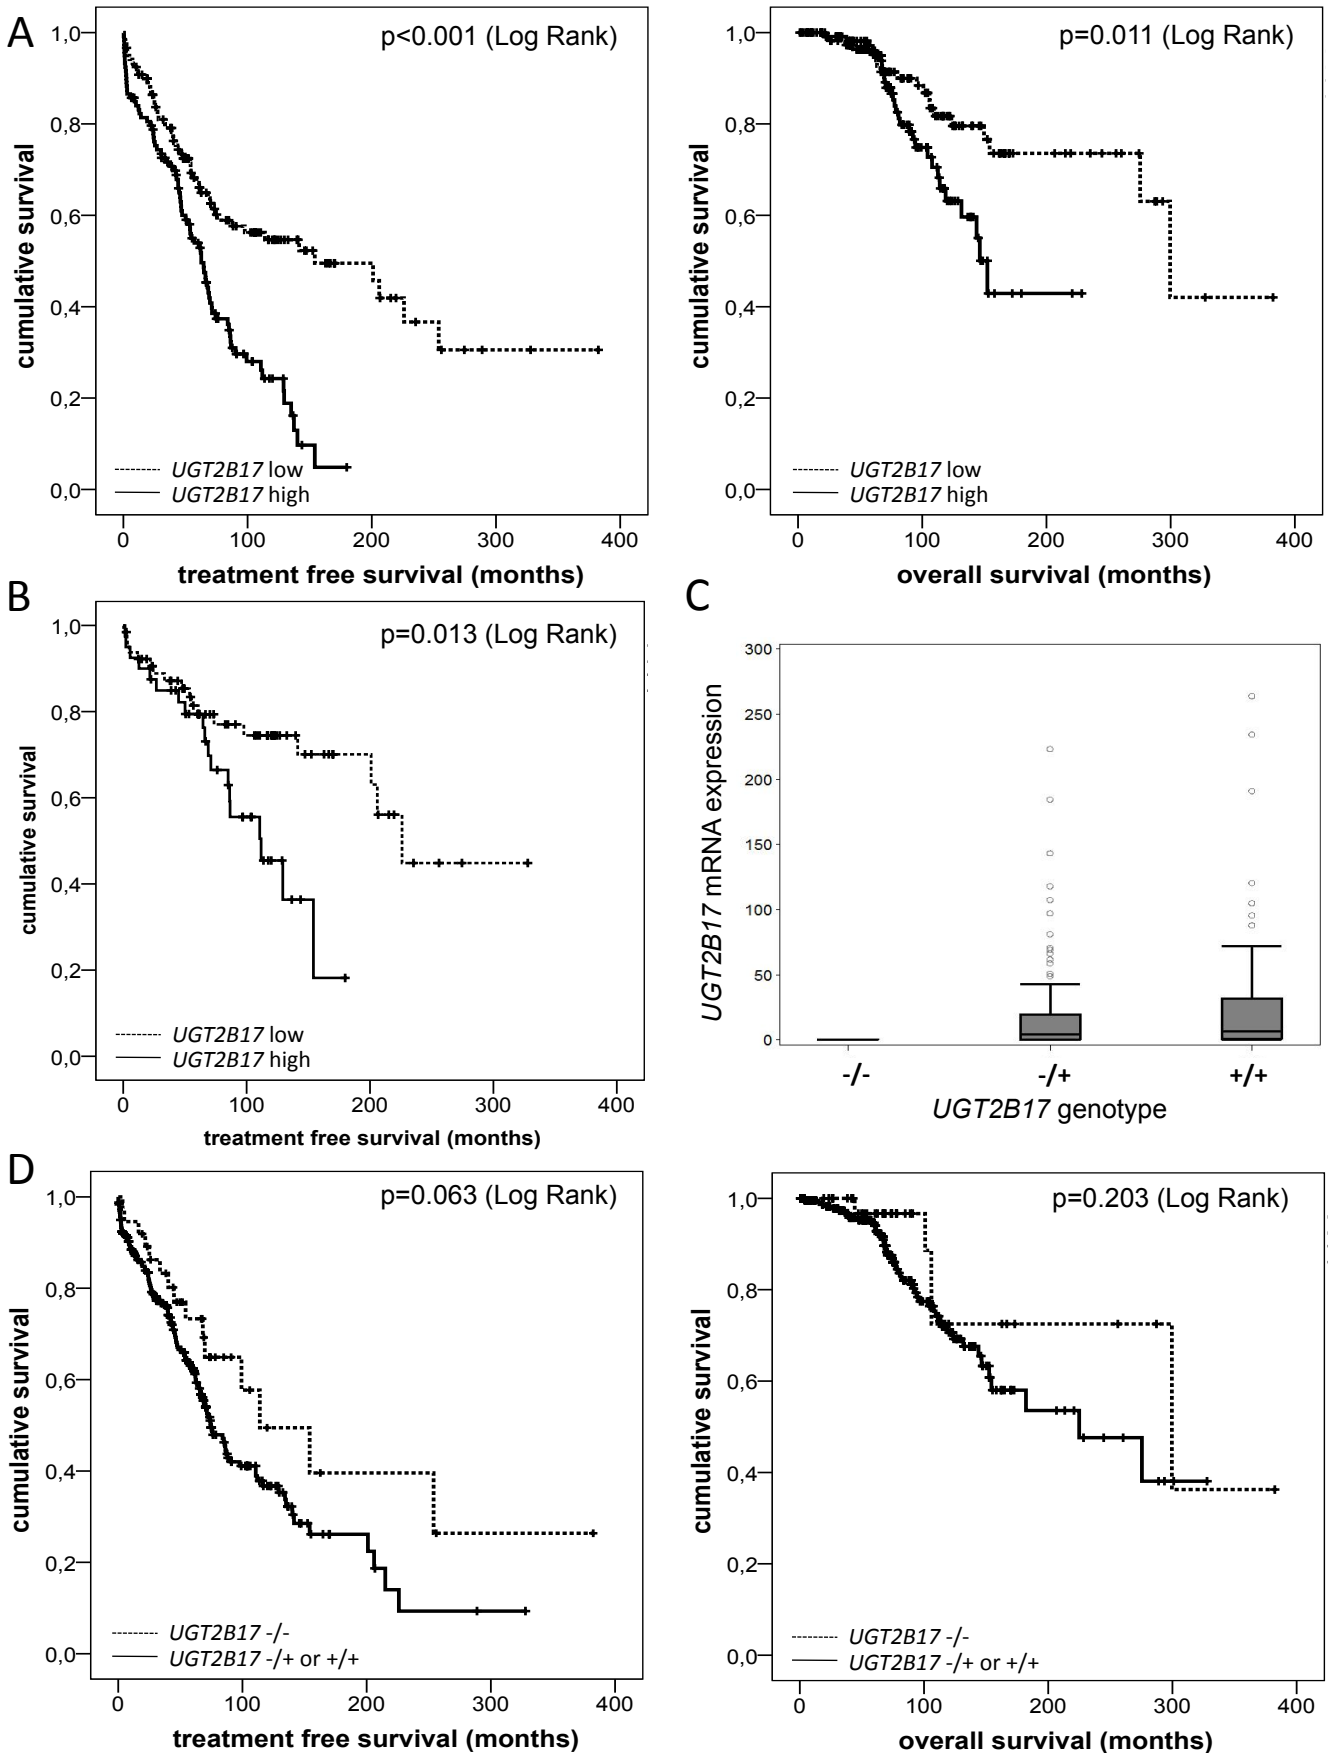 A
p<0.001 (Log Rank)
cumulative survival
1,0
0,8
0,6
0,4
0,2
0,0
UGT2B17 low
UGT2B17 high
0 100 200 300 400
treatment free survival (months)
p=0.011 (Log Rank)
cumulative survival
1,0
0,8
0,6
0,4
0,2
0,0
UGT2B17 low
UGT2B17 high
0 100 200 300 400
overall survival (months)
B
p=0.013 (Log Rank)
cumulative survival
1,0
0,8
0,6
0,4
0,2
0,0
UGT2B17 low
UGT2B17 high
0 100 200 300 400
treatment free survival (months)
C
UGT2B17 mRNA expression
300
250
200
150
100
50
0
-/- -/+ +/+
UGT2B17 genotype
D
p=0.063 (Log Rank)
cumulative survival
1,0
0,8
0,6
0,4
0,2
0,0
UGT2B17 -/-
UGT2B17 -/+ or +/+
0 100 200 300 400
treatment free survival (months)
p=0.203 (Log Rank)
cumulative survival
1,0
0,8
0,6
0,4
0,2
0,0
UGT2B17 -/-
UGT2B17 -/+ or +/+
0 100 200 300 400
overall survival (months)